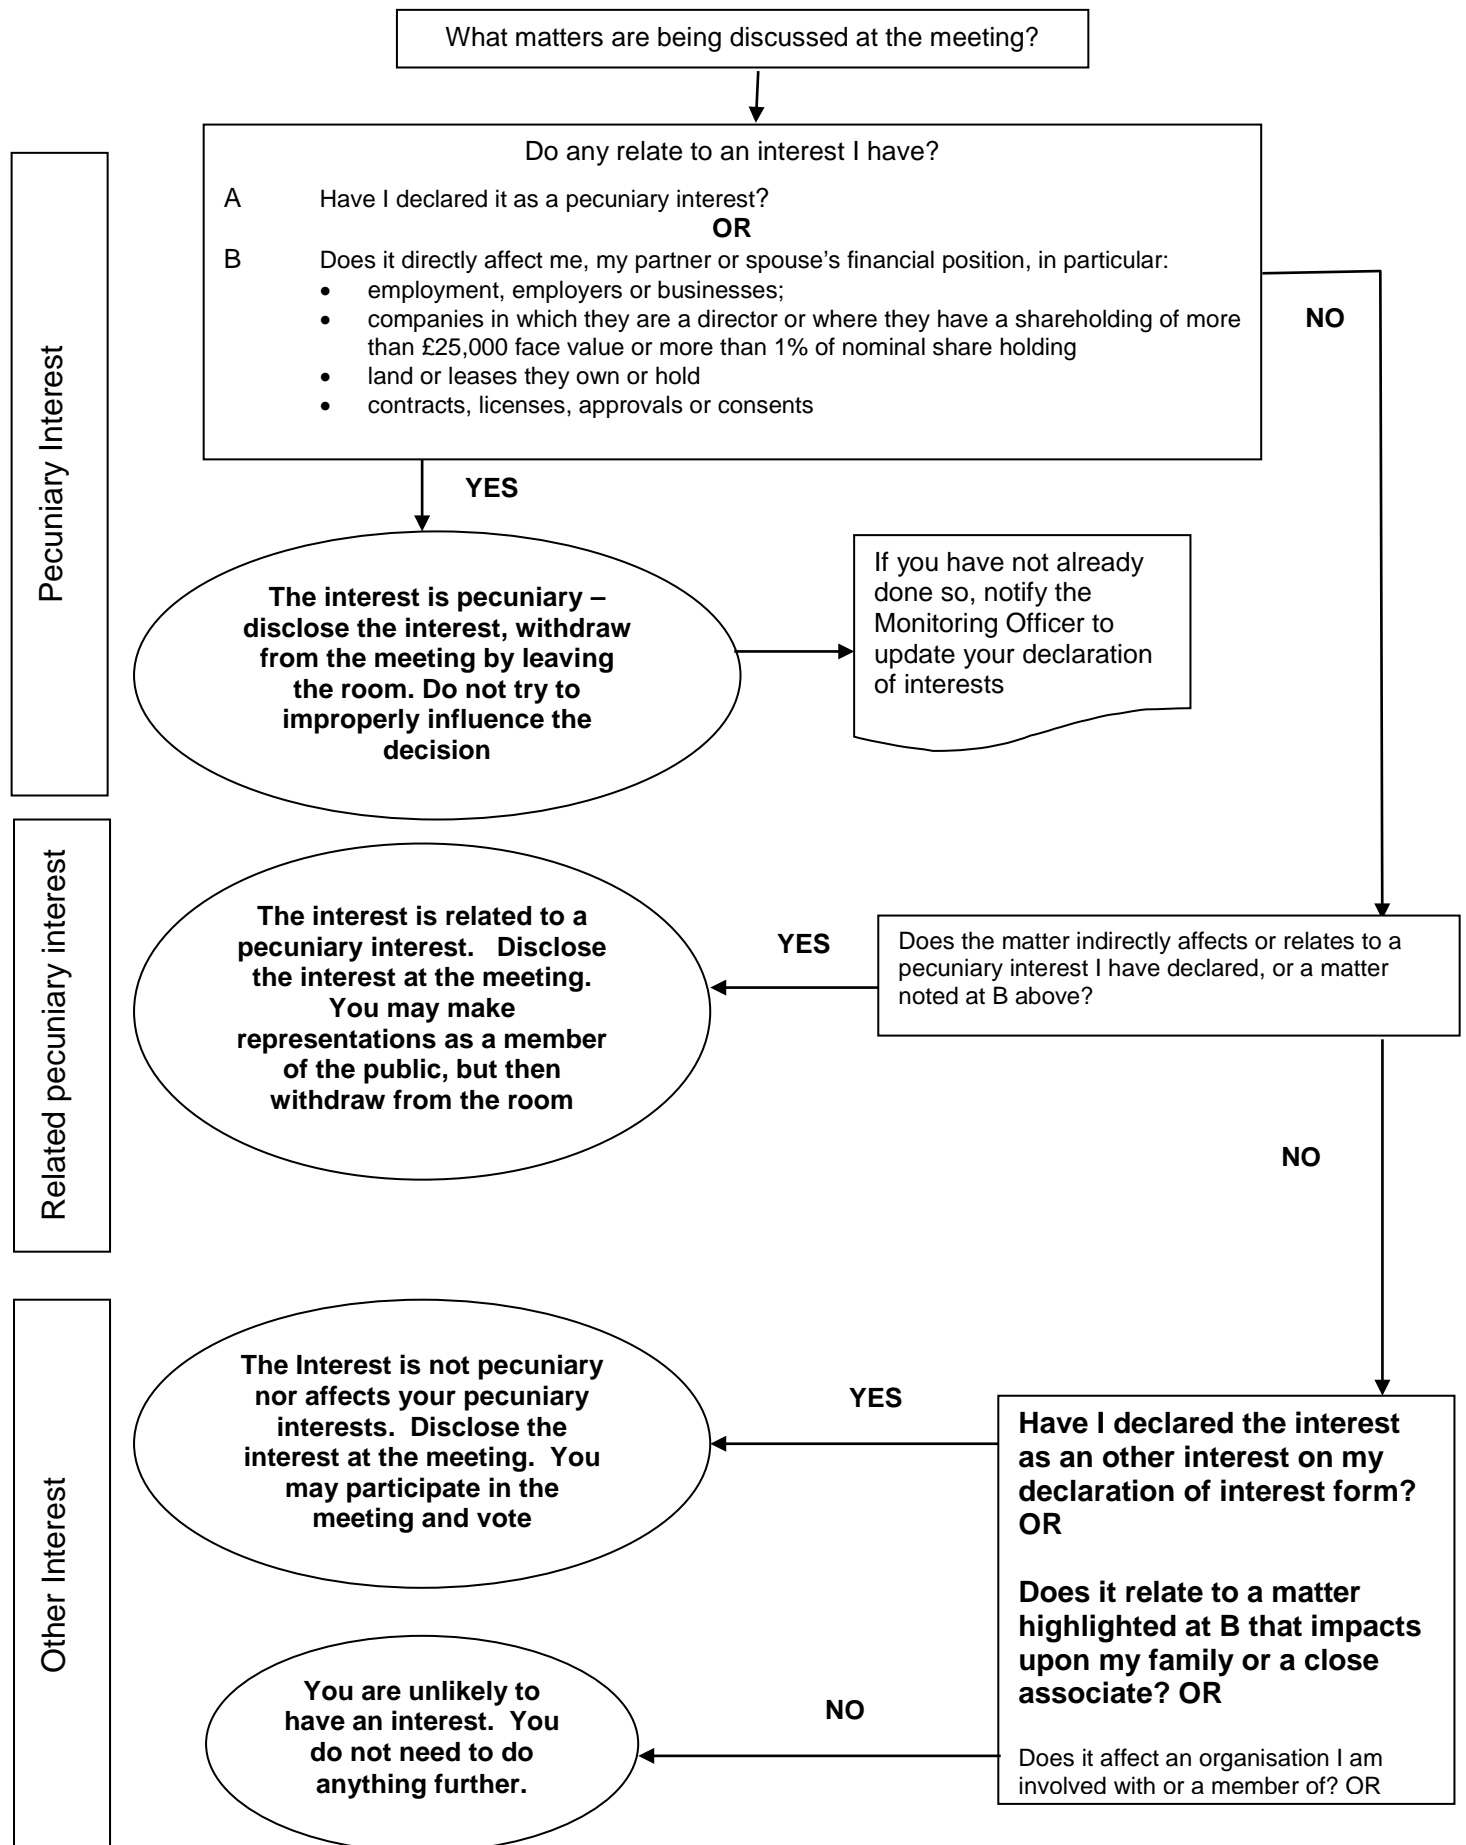 What matters are being discussed at the meeting?
Do any relate to an interest I have?
A Have I declared it as a pecuniary interest?
OR
B Does it directly affect me, my partner or spouse's financial position, in particular:
• employment, employers or businesses;
• companies in which they are a director or where they have a shareholding of more
than £25,000 face value or more than 1% of nominal share holding
• land or leases they own or hold
• contracts, licenses, approvals or consents
NO
Pecuniary Interest
YES
The interest is pecuniary –
disclose the interest, withdraw
from the meeting by leaving
the room. Do not try to
improperly influence the
decision
If you have not already
done so, notify the
Monitoring Officer to
update your declaration
of interests
Related pecuniary interest
The interest is related to a
pecuniary interest. Disclose
the interest at the meeting.
You may make
representations as a member
of the public, but then
withdraw from the room
YES
Does the matter indirectly affects or relates to a
pecuniary interest I have declared, or a matter
noted at B above?
NO
Other Interest
The Interest is not pecuniary
nor affects your pecuniary
interests. Disclose the
interest at the meeting. You
may participate in the
meeting and vote
YES
Have I declared the interest
as an other interest on my
declaration of interest form?
OR
Does it relate to a matter
highlighted at B that impacts
upon my family or a close
associate? OR
Does it affect an organisation I am
involved with or a member of? OR
NO
You are unlikely to
have an interest. You
do not need to do
anything further.